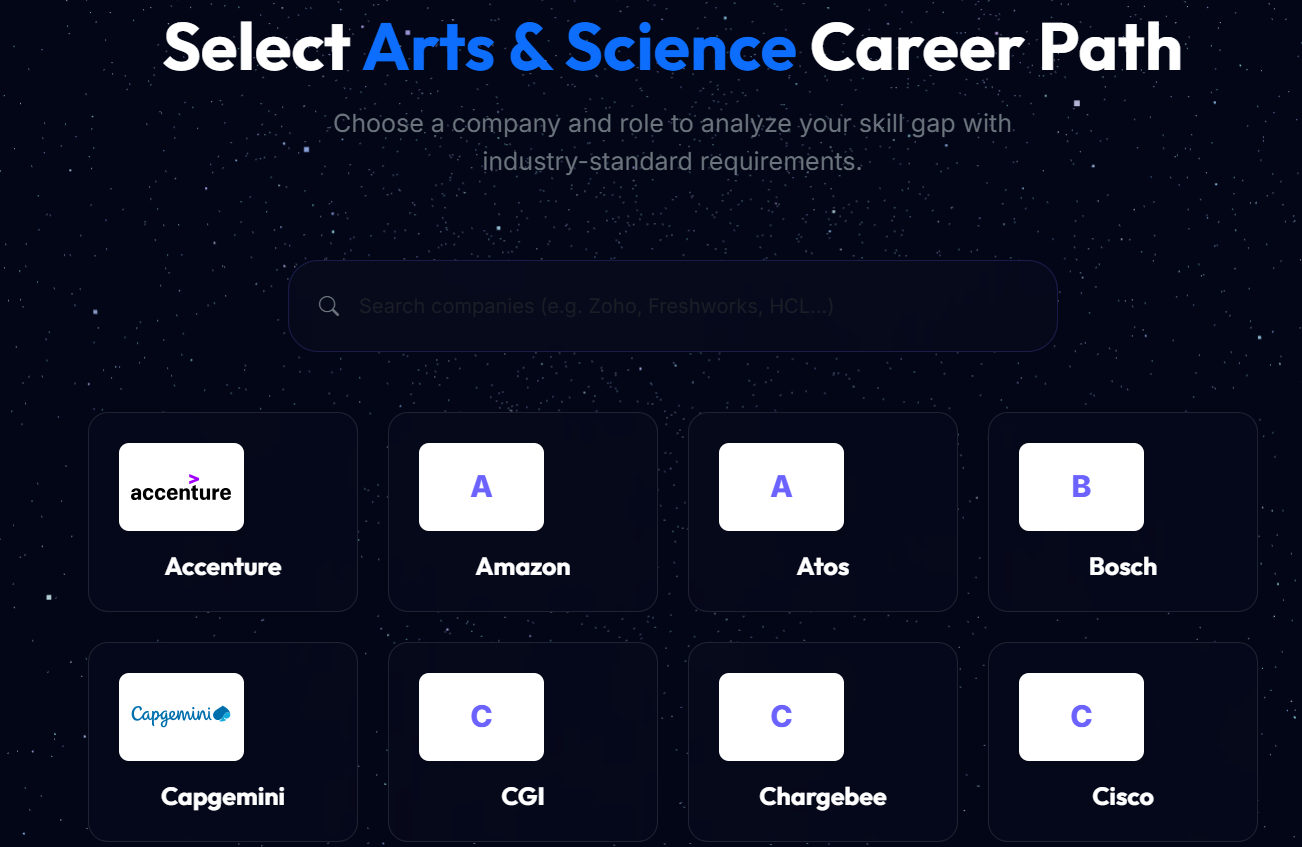 Select Arts & Science Career Path
Choose a company and role to analyze your skill gap with
industry-standard requirements.
Search companies (e.g. Zoho, Freshworks, HCL...)
accenture
A
A
B
Accenture
Amazon
Atos
Bosch
Capgemini
C
C
C
Capgemini
CGI
Chargebee
Cisco